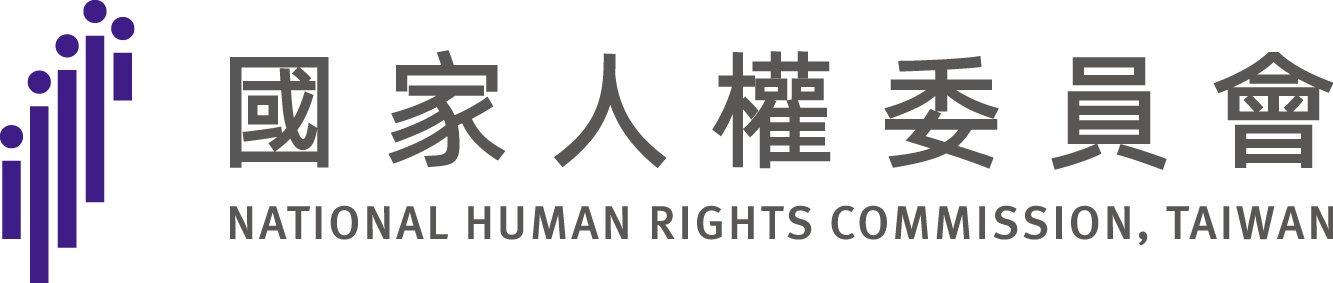 國家人權委員會
NATIONAL HUMAN RIGHTS COMMISSION, TAIWAN